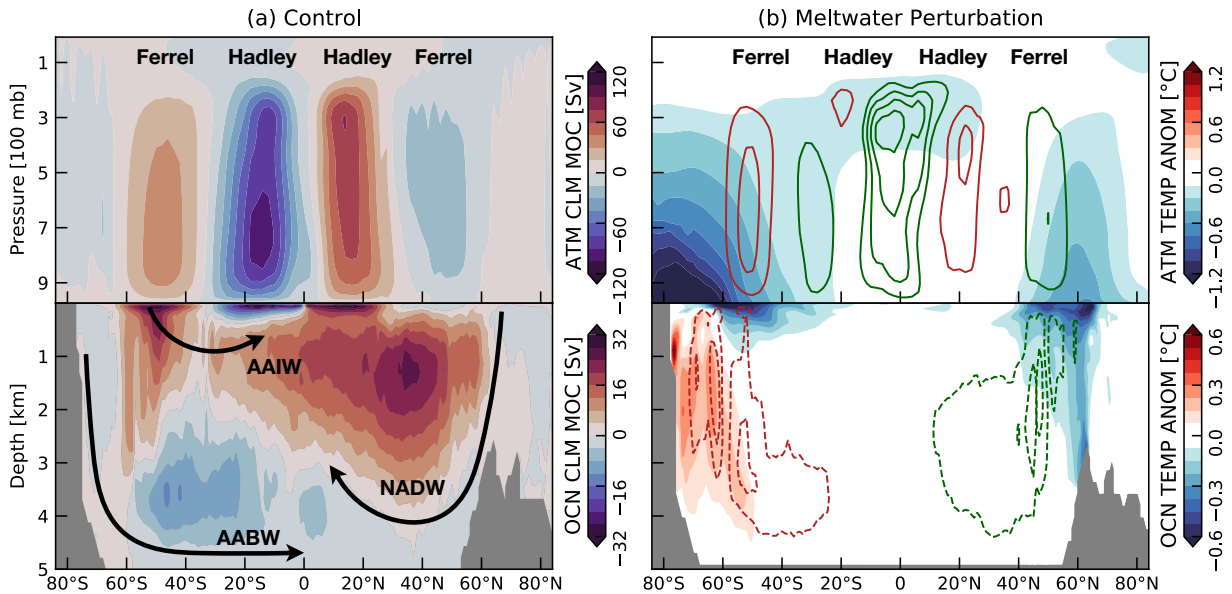 (a) Control
(b) Meltwater Perturbation
Ferrel Hadley Hadley Ferrel
Ferrel Hadley Hadley Ferrel
Pressure [100 mb]
1
3
5
7
9
ATM CLM MOC [Sv]
120
60
0
−60
−120
ATM TEMP ANOM [°C]
1.2
0.6
0.0
−0.6
−1.2
Depth [km]
1
2
3
4
5
AAIW
NADW
AABW
OCN CLM MOC [Sv]
32
16
0
−16
−32
OCN TEMP ANOM [°C]
0.6
0.3
0.0
−0.3
−0.6
80°S 60°S 40°S 20°S 0 20°N 40°N 60°N 80°N
80°S 60°S 40°S 20°S 0 20°N 40°N 60°N 80°N